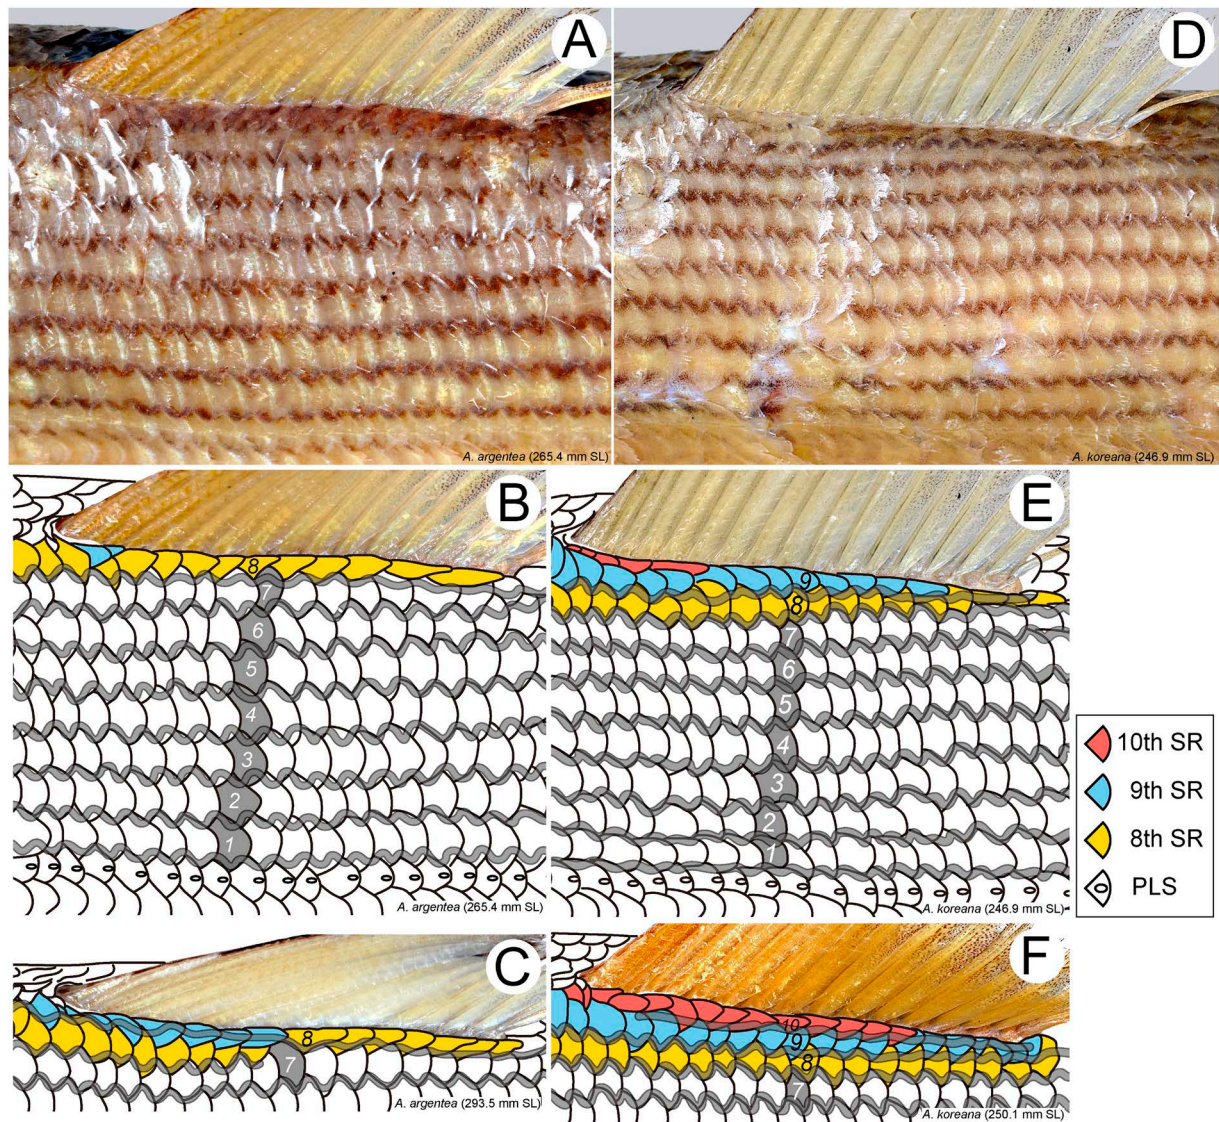 A
A. argentea (265.4 mm SL)
D
A. koreana (246.9 mm SL)
B
8
7
6
5
4
3
2
1
A. argentea (265.4 mm SL)
E
9
8
7
6
5
4
3
2
1
A. koreana (246.9 mm SL)
10th SR
9th SR
8th SR
PLS
C
8
7
A. argentea (293.5 mm SL)
F
10
9
8
7
A. koreana (250.1 mm SL)